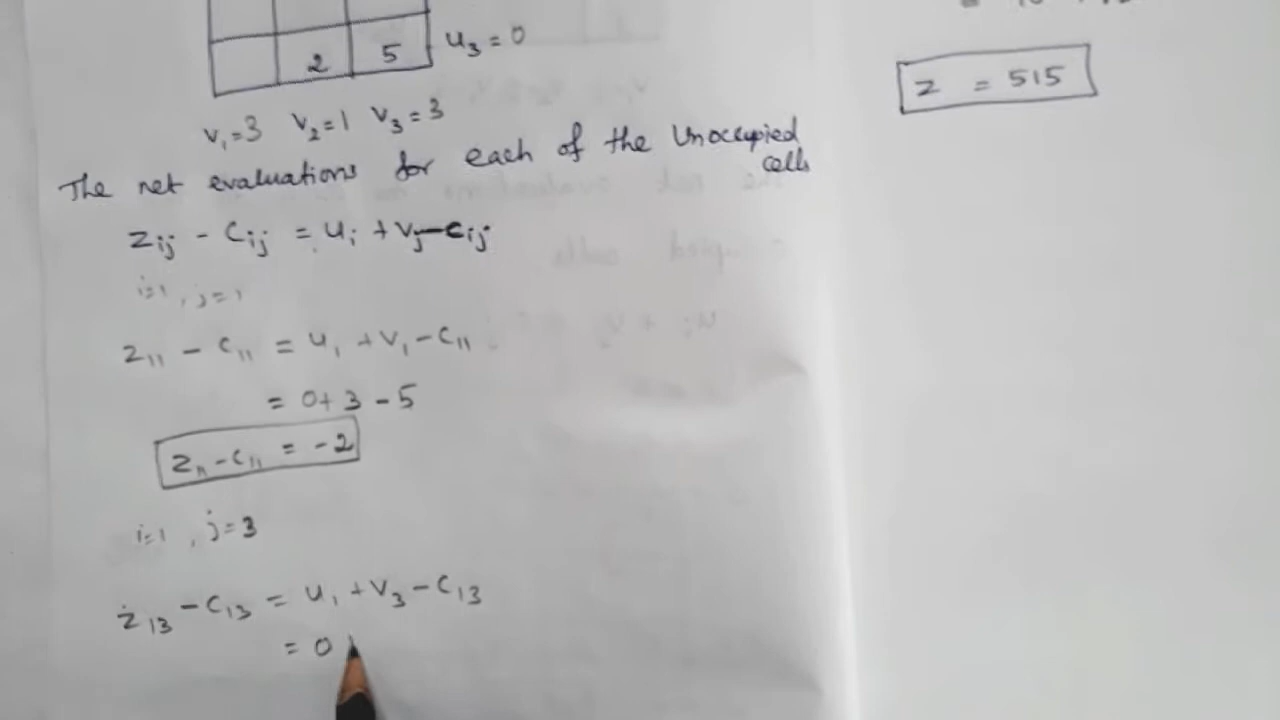 2 5 u₃ = 0
v₁=3 v₂=1 v₃=3
The net evaluations for each of the Unoccupied
cells
zij - cij = ui + vj-cij
i=1, j=1
z₁₁ - c₁₁ = u₁ + v₁ - c₁₁
= 0+ 3 - 5
z₁₁ - c₁₁ = -2
i=1, j=3
z₁₃ - c₁₃ = u₁ + v₃ - c₁₃
= 0
z = 515